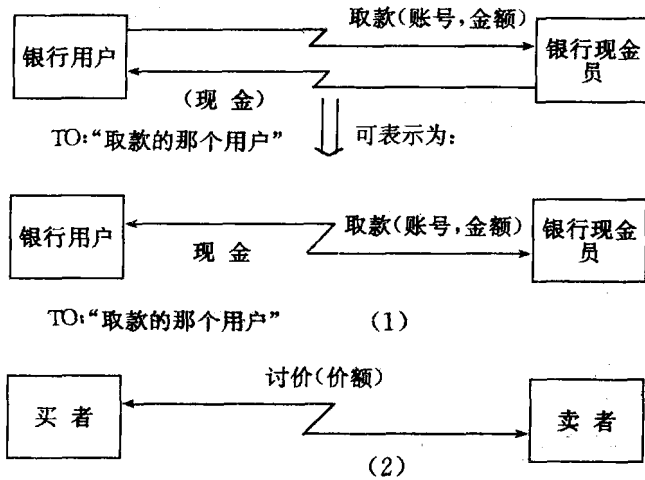 取款(账号,金额)
银行用户
银行现金员
(现 金)
TO:“取款的那个用户”
可表示为:
银行用户
取款(账号,金额)
银行现金员
现 金
TO:“取款的那个用户”
(1)
讨价(价额)
买 者
卖 者
(2)